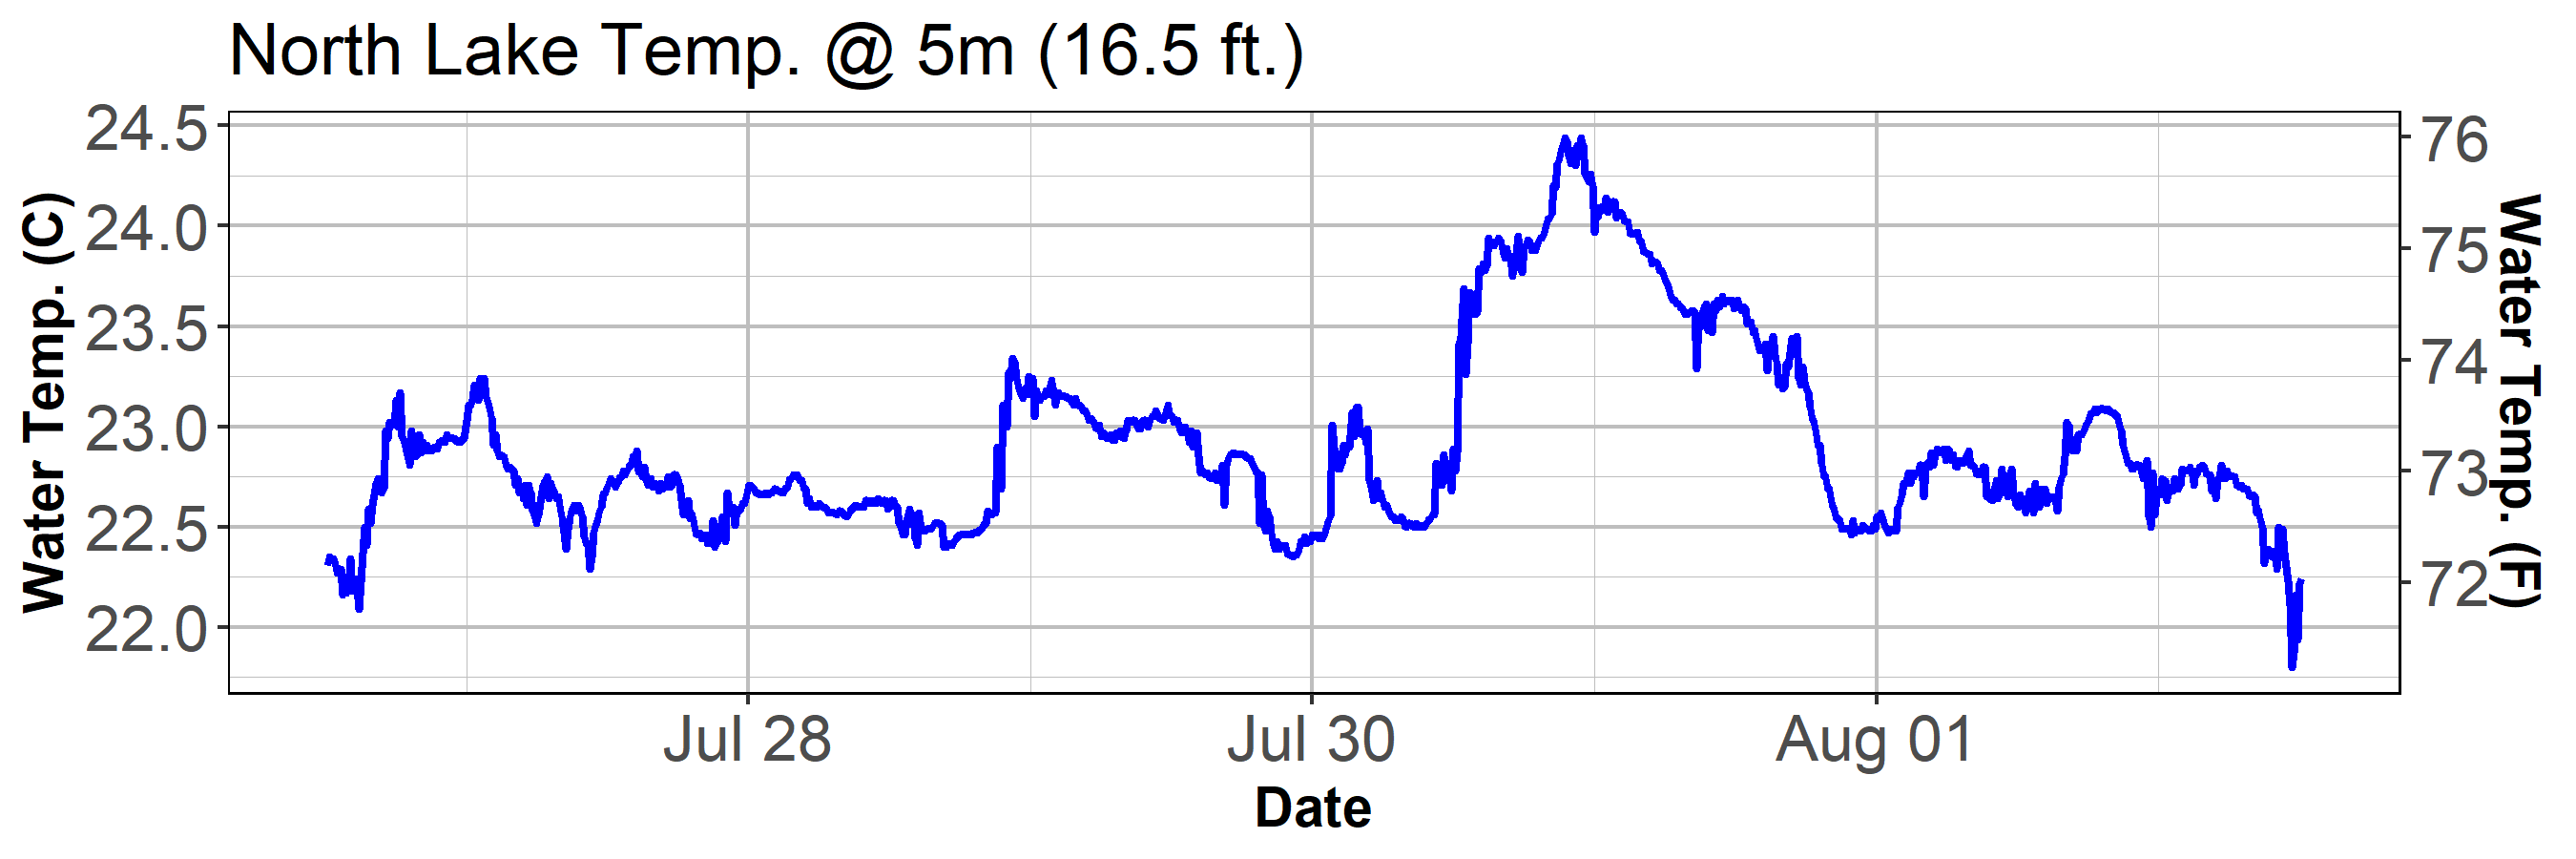 North Lake Temp. @ 5m (16.5 ft.)
Water Temp. (C)
24.5
24.0
23.5
23.0
22.5
22.0
76
75
74
73
72
Water Temp. (F)
Jul 28
Jul 30
Aug 01
Date